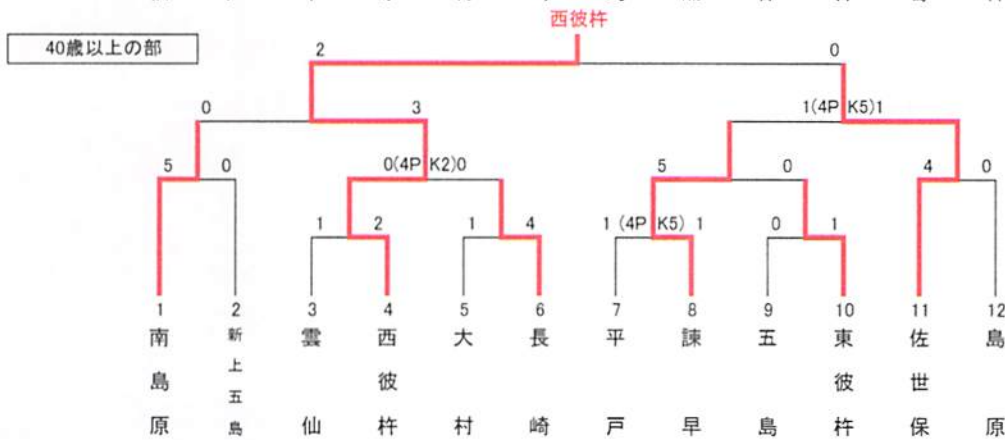 西彼杵
40歳以上の部
2 0
0 3 1(4P K5)1
5 0 0(4P K2)0 5 0 4 0
1 2 1 4 1 (4P K5) 1 0 1
1 2 3 4 5 6 7 8 9 10 11 12
南島原 新上五島 雲仙 西彼杵 大村 長崎 平戸 諫早 五島 東彼杵 佐世保 島原